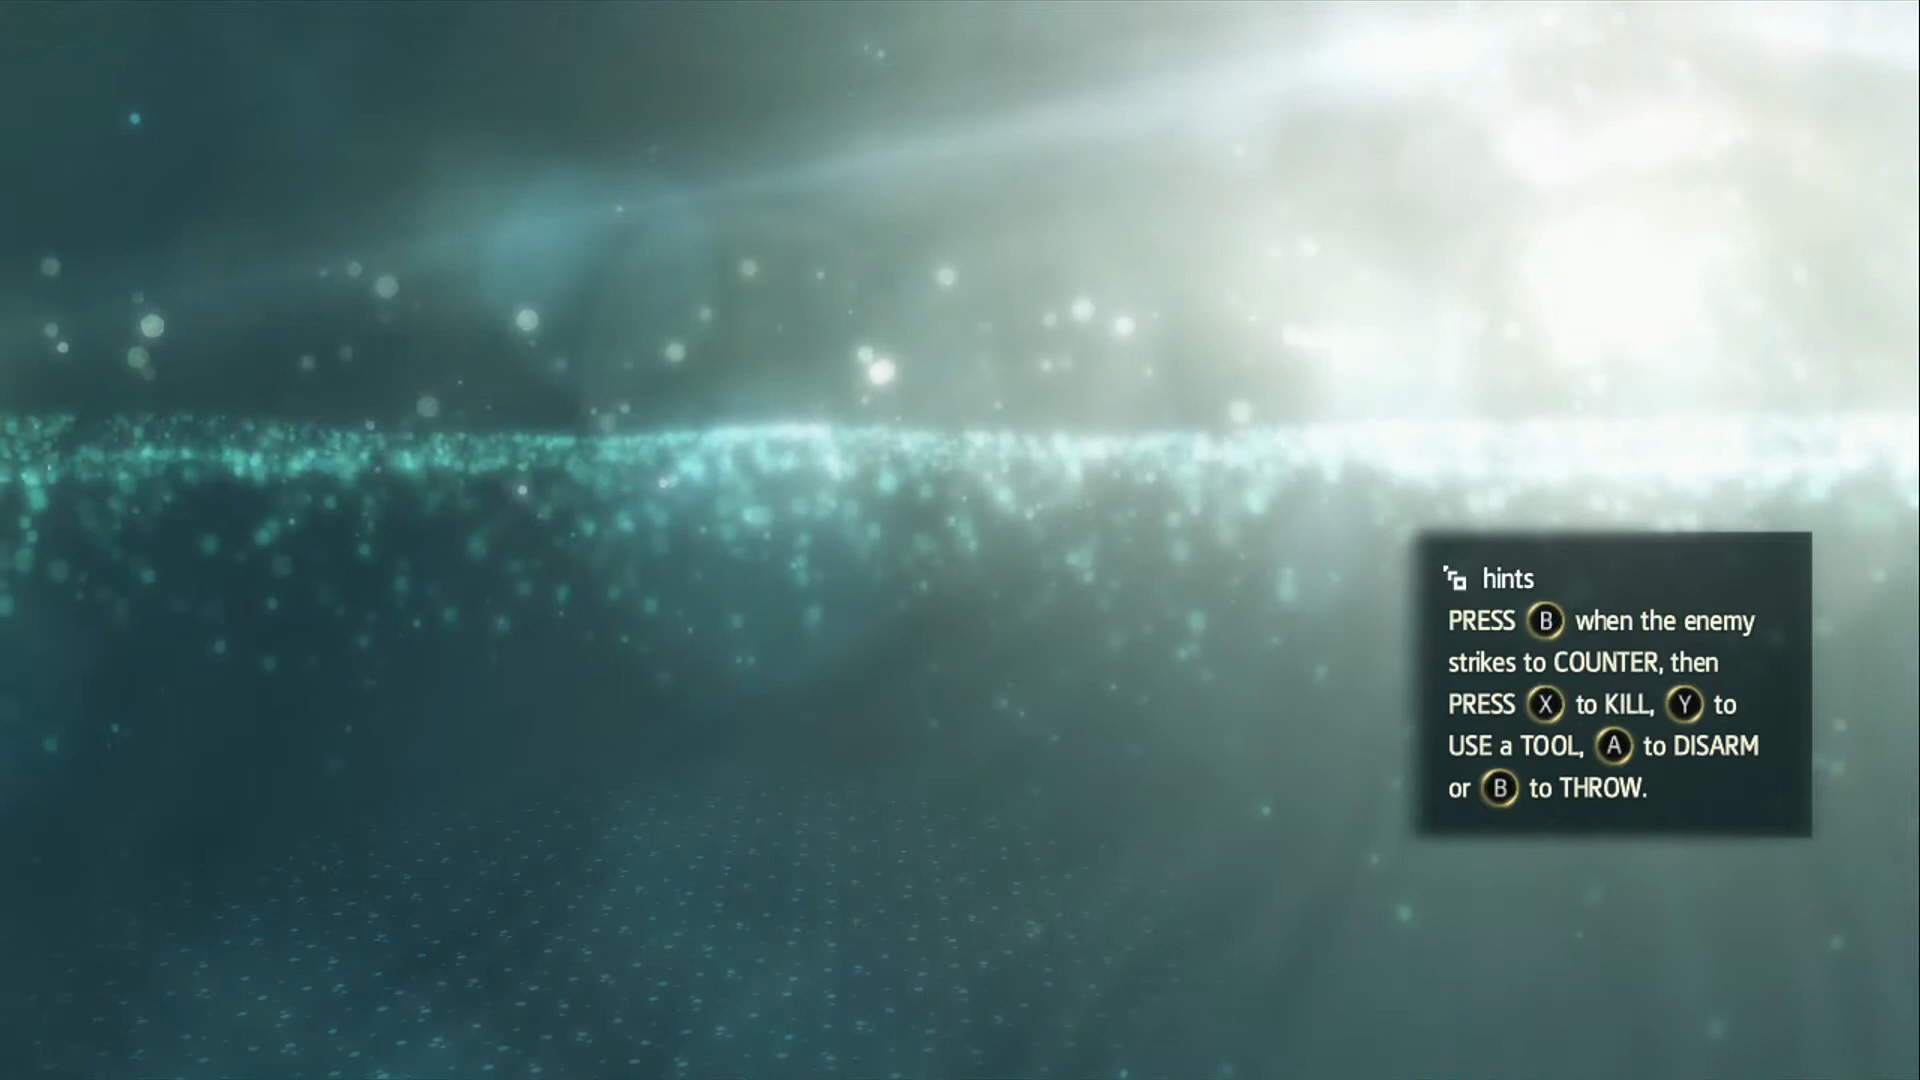 hints
PRESS B when the enemy
strikes to COUNTER, then
PRESS X to KILL, Y to
USE a TOOL, A to DISARM
or B to THROW.